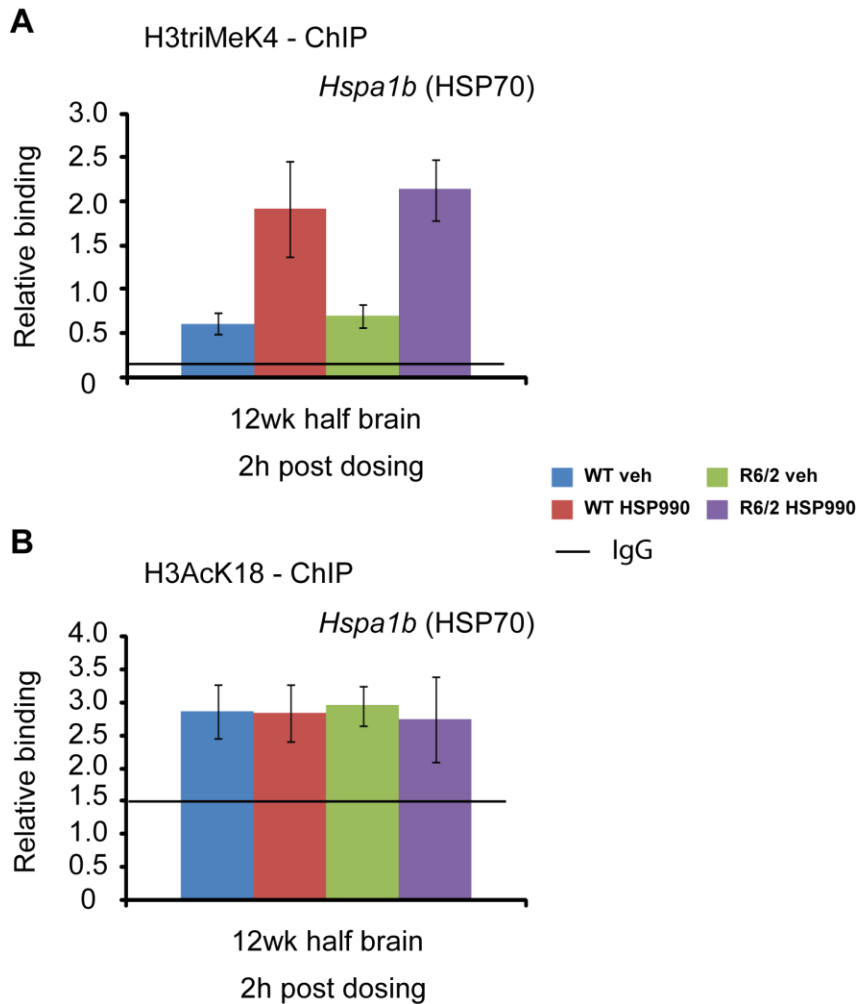 A
H3triMeK4 - ChIP
Hspa1b (HSP70)
Relative binding
3.0
2.5
2.0
1.5
1.0
0.5
0
12wk half brain
2h post dosing
WT veh
R6/2 veh
WT HSP990
R6/2 HSP990
IgG
B
H3AcK18 - ChIP
Hspa1b (HSP70)
Relative binding
4.0
3.5
3.0
2.5
2.0
1.5
1.0
0.5
0
12wk half brain
2h post dosing